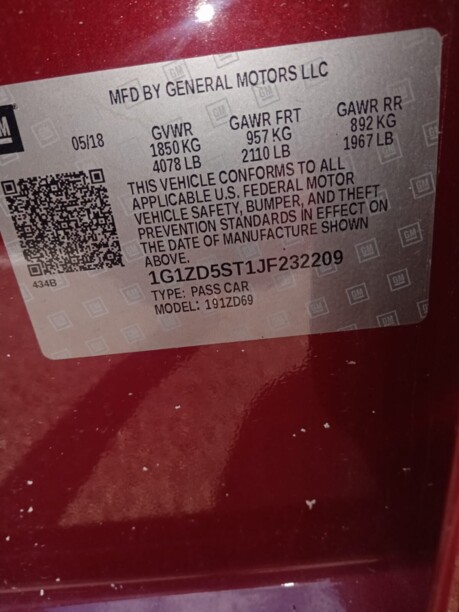 MFD BY GENERAL MOTORS LLC
GM
05/18
GVWR
1850 KG
4078 LB
GAWR FRT
957 KG
2110 LB
GAWR RR
892 KG
1967 LB
THIS VEHICLE CONFORMS TO ALL
APPLICABLE U.S. FEDERAL MOTOR
VEHICLE SAFETY, BUMPER, AND THEFT
PREVENTION STANDARDS IN EFFECT ON
THE DATE OF MANUFACTURE SHOWN
ABOVE.
434B
1G1ZD5ST1JF232209
TYPE: PASS CAR
MODEL: 191ZD69